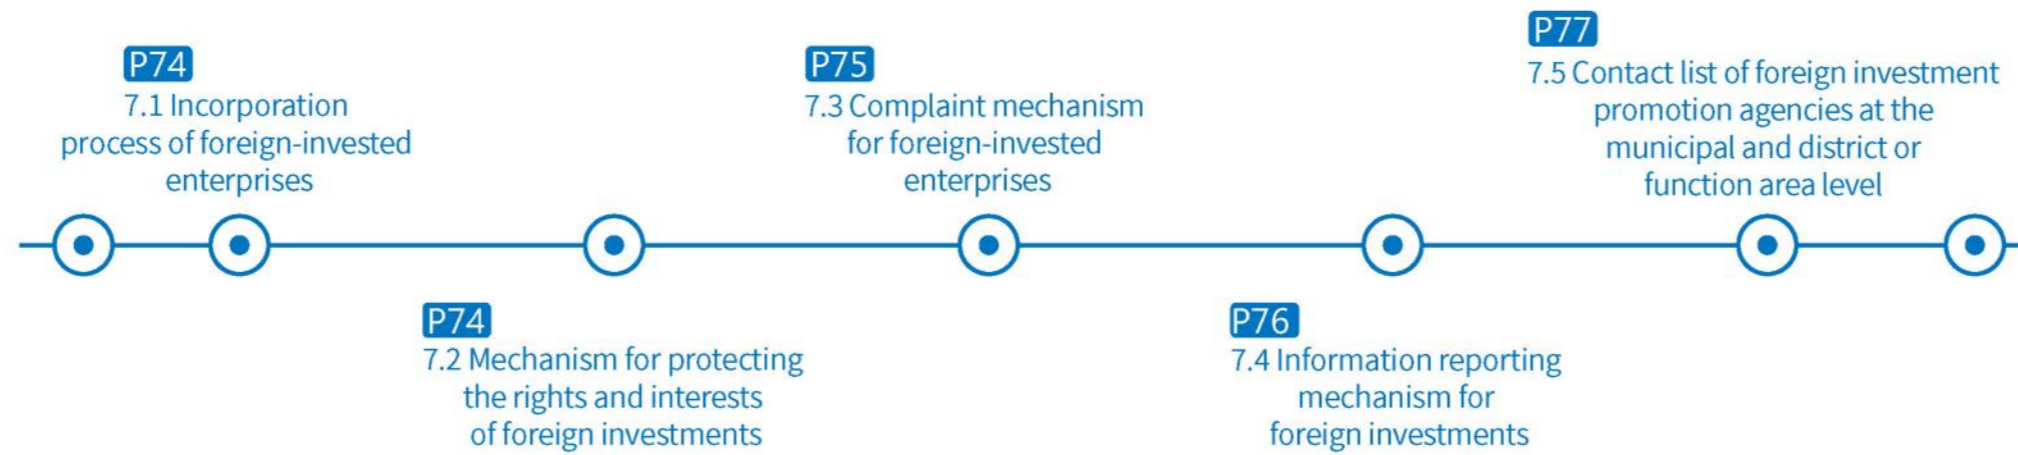 P74
7.1 Incorporation
process of foreign-invested
enterprises
P74
7.2 Mechanism for protecting
the rights and interests
of foreign investments
P75
7.3 Complaint mechanism
for foreign-invested
enterprises
P76
7.4 Information reporting
mechanism for
foreign investments
P77
7.5 Contact list of foreign investment
promotion agencies at the
municipal and district or
function area level